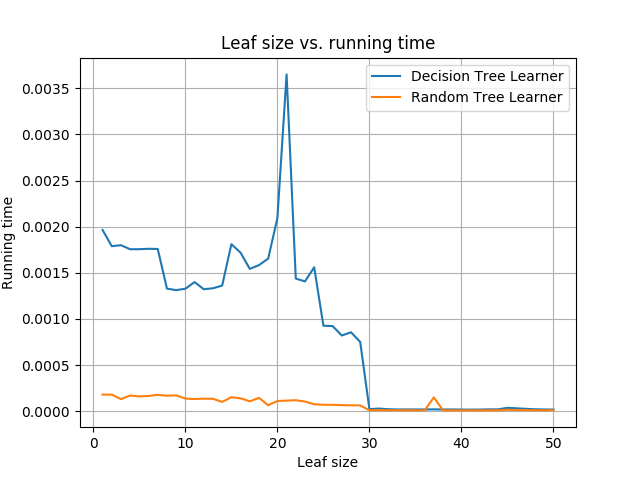 Leaf size vs. running time
Decision Tree Learner
Random Tree Learner
0.0035
0.0030
0.0025
0.0020
0.0015
0.0010
0.0005
0.0000
Running time
0 10 20 30 40 50
Leaf size